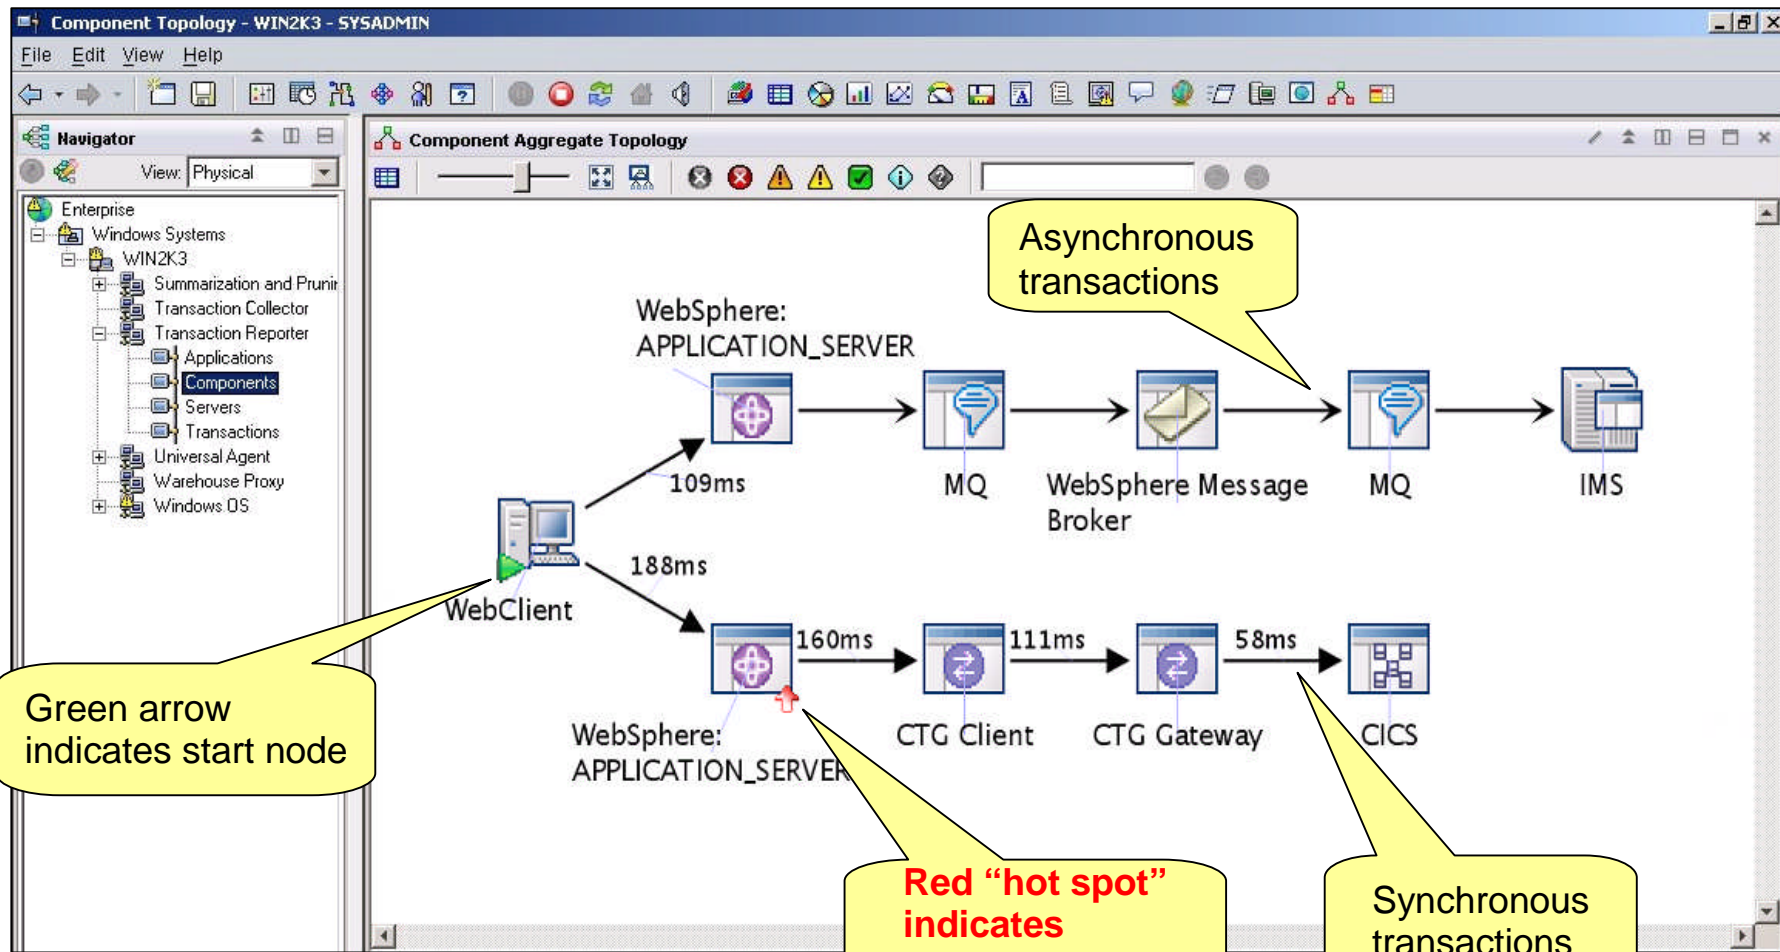 Component Topology - WIN2K3 - SYSADMIN
File Edit View Help
Navigator
View: Physical
Enterprise
Windows Systems
WIN2K3
Summarization and Prunin
Transaction Collector
Transaction Reporter
Applications
Components
Servers
Transactions
Universal Agent
Warehouse Proxy
Windows OS
Component Aggregate Topology
Asynchronous
transactions
WebSphere:
APPLICATION_SERVER
109ms
MQ
WebSphere Message
Broker
MQ
IMS
WebClient
188ms
160ms
111ms
58ms
WebSphere:
APPLICATION_SERVER
CTG Client
CTG Gateway
CICS
Green arrow
indicates start node
Red “hot spot”
indicates
Synchronous
transactions